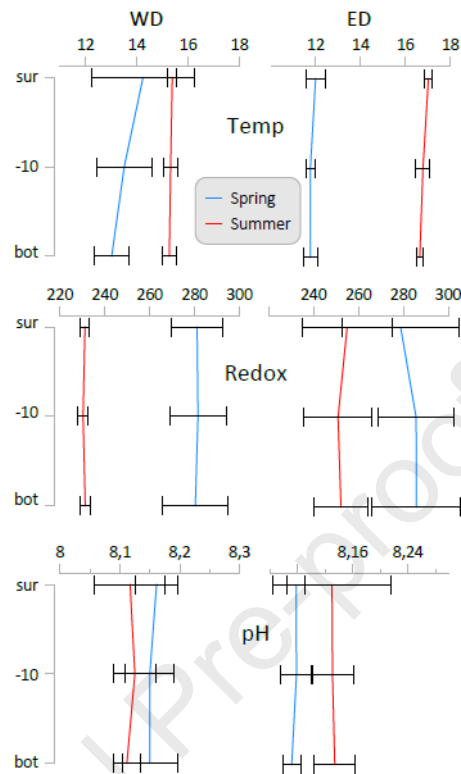 WD ED
12 14 16 18 12 14 16 18
sur
Temp
-10
Spring
Summer
bot
220 240 260 280 300 240 260 280 300
sur
Redox
-10
bot
8 8,1 8,2 8,3 8,16 8,24
sur
pH
-10
bot
Pre-proof